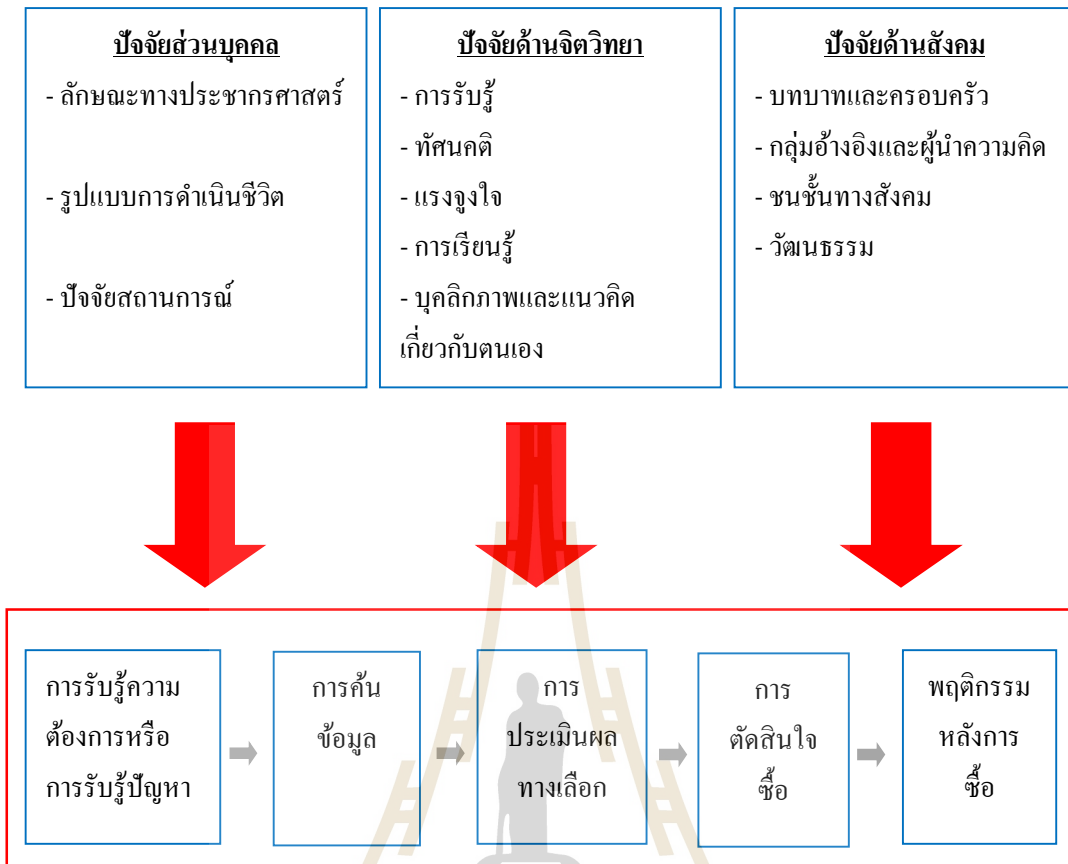 ปัจจัยส่วนบุคคล
- ลักษณะทางประชากรศาสตร์
- รูปแบบการดำเนินชีวิต
- ปัจจัยสถานการณ์
ปัจจัยด้านจิตวิทยา
- การรับรู้
- ทัศนคติ
- แรงจูงใจ
- การเรียนรู้
- บุคลิกภาพและแนวคิด
เกี่ยวกับตนเอง
ปัจจัยด้านสังคม
- บทบาทและครอบครัว
- กลุ่มอ้างอิงและผู้นำความคิด
- ชนชั้นทางสังคม
- วัฒนธรรม
การรับรู้ความ
ต้องการหรือ
การรับรู้ปัญหา
การค้น
ข้อมูล
การ
ประเมินผล
ทางเลือก
การ
ตัดสินใจ
ซื้อ
พฤติกรรม
หลังการ
ซื้อ